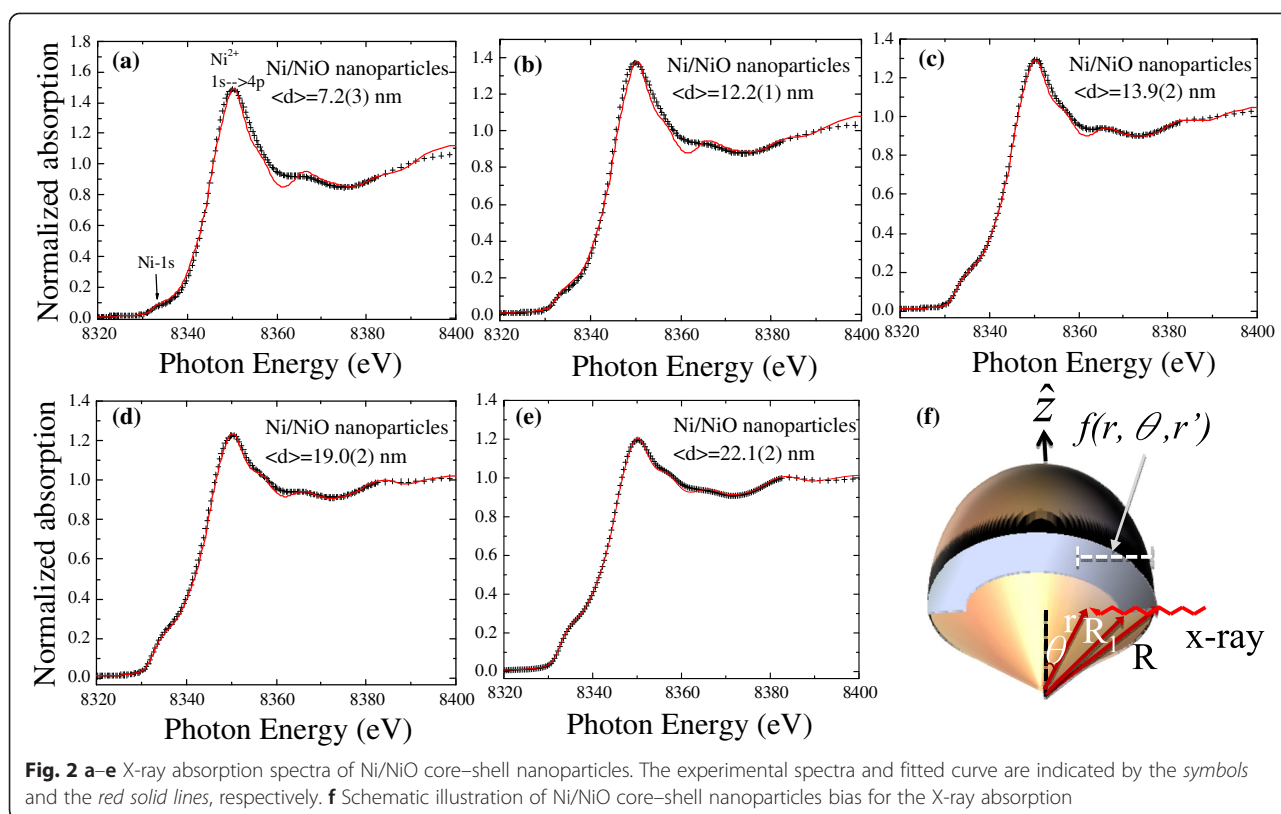 (a)
Ni2+
1s-->4p
Ni/NiO nanoparticles
<d>=7.2(3) nm
Ni-1s
Normalized absorption
1.8
1.6
1.4
1.2
1.0
0.8
0.6
0.4
0.2
0.0
8320 8340 8360 8380 8400
Photon Energy (eV)
(b)
Ni/NiO nanoparticles
<d>=12.2(1) nm
1.4
1.2
1.0
0.8
0.6
0.4
0.2
0.0
8320 8340 8360 8380 8400
Photon Energy (eV)
(c)
Ni/NiO nanoparticles
<d>=13.9(2) nm
1.4
1.2
1.0
0.8
0.6
0.4
0.2
0.0
8320 8340 8360 8380 8400
Photon Energy (eV)
(d)
Ni/NiO nanoparticles
<d>=19.0(2) nm
Normalized absorption
1.4
1.2
1.0
0.8
0.6
0.4
0.2
0.0
8320 8340 8360 8380 8400
Photon Energy (eV)
(e)
Ni/NiO nanoparticles
<d>=22.1(2) nm
1.4
1.2
1.0
0.8
0.6
0.4
0.2
0.0
8320 8340 8360 8380 8400
Photon Energy (eV)
(f)
ẑ
f(r, θ,r’)
θ r R1 R
x-ray
Fig. 2 a–e X-ray absorption spectra of Ni/NiO core–shell nanoparticles. The experimental spectra and fitted curve are indicated by the symbols
and the red solid lines, respectively. f Schematic illustration of Ni/NiO core–shell nanoparticles bias for the X-ray absorption